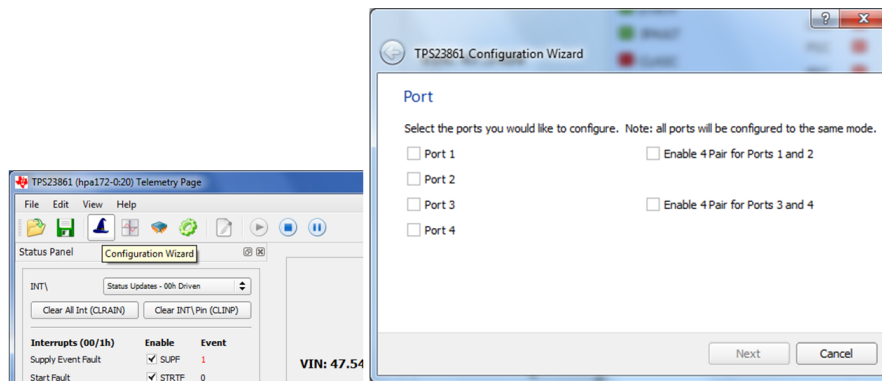 TPS23861 (hpa172-0:20) Telemetry Page
File Edit View Help
Configuration Wizard
Status Panel
INT\ Status Updates - 00h Driven
Clear All Int (CLRAIN) Clear INT\ Pin (CLINP)
Interrupts (00/1h) Enable Event
Supply Event Fault SUPF 1
Start Fault STRTF 0
VIN: 47.54
?
TPS23861 Configuration Wizard
Port
Select the ports you would like to configure. Note: all ports will be configured to the same mode.
Port 1 Enable 4 Pair for Ports 1 and 2
Port 2
Port 3 Enable 4 Pair for Ports 3 and 4
Port 4
Next Cancel